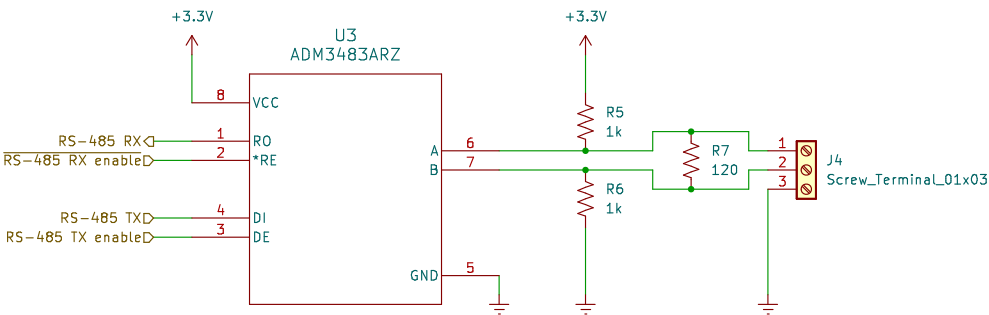 +3.3V
+3.3V
U3
ADM3483ARZ
8
VCC
R5
1k
RS-485 RX
1
RO
RS-485 RX enable
2
*RE
A
6
B
7
R7
120
1
2
3
J4
Screw_Terminal_01x03
R6
1k
RS-485 TX
4
DI
RS-485 TX enable
3
DE
GND
5